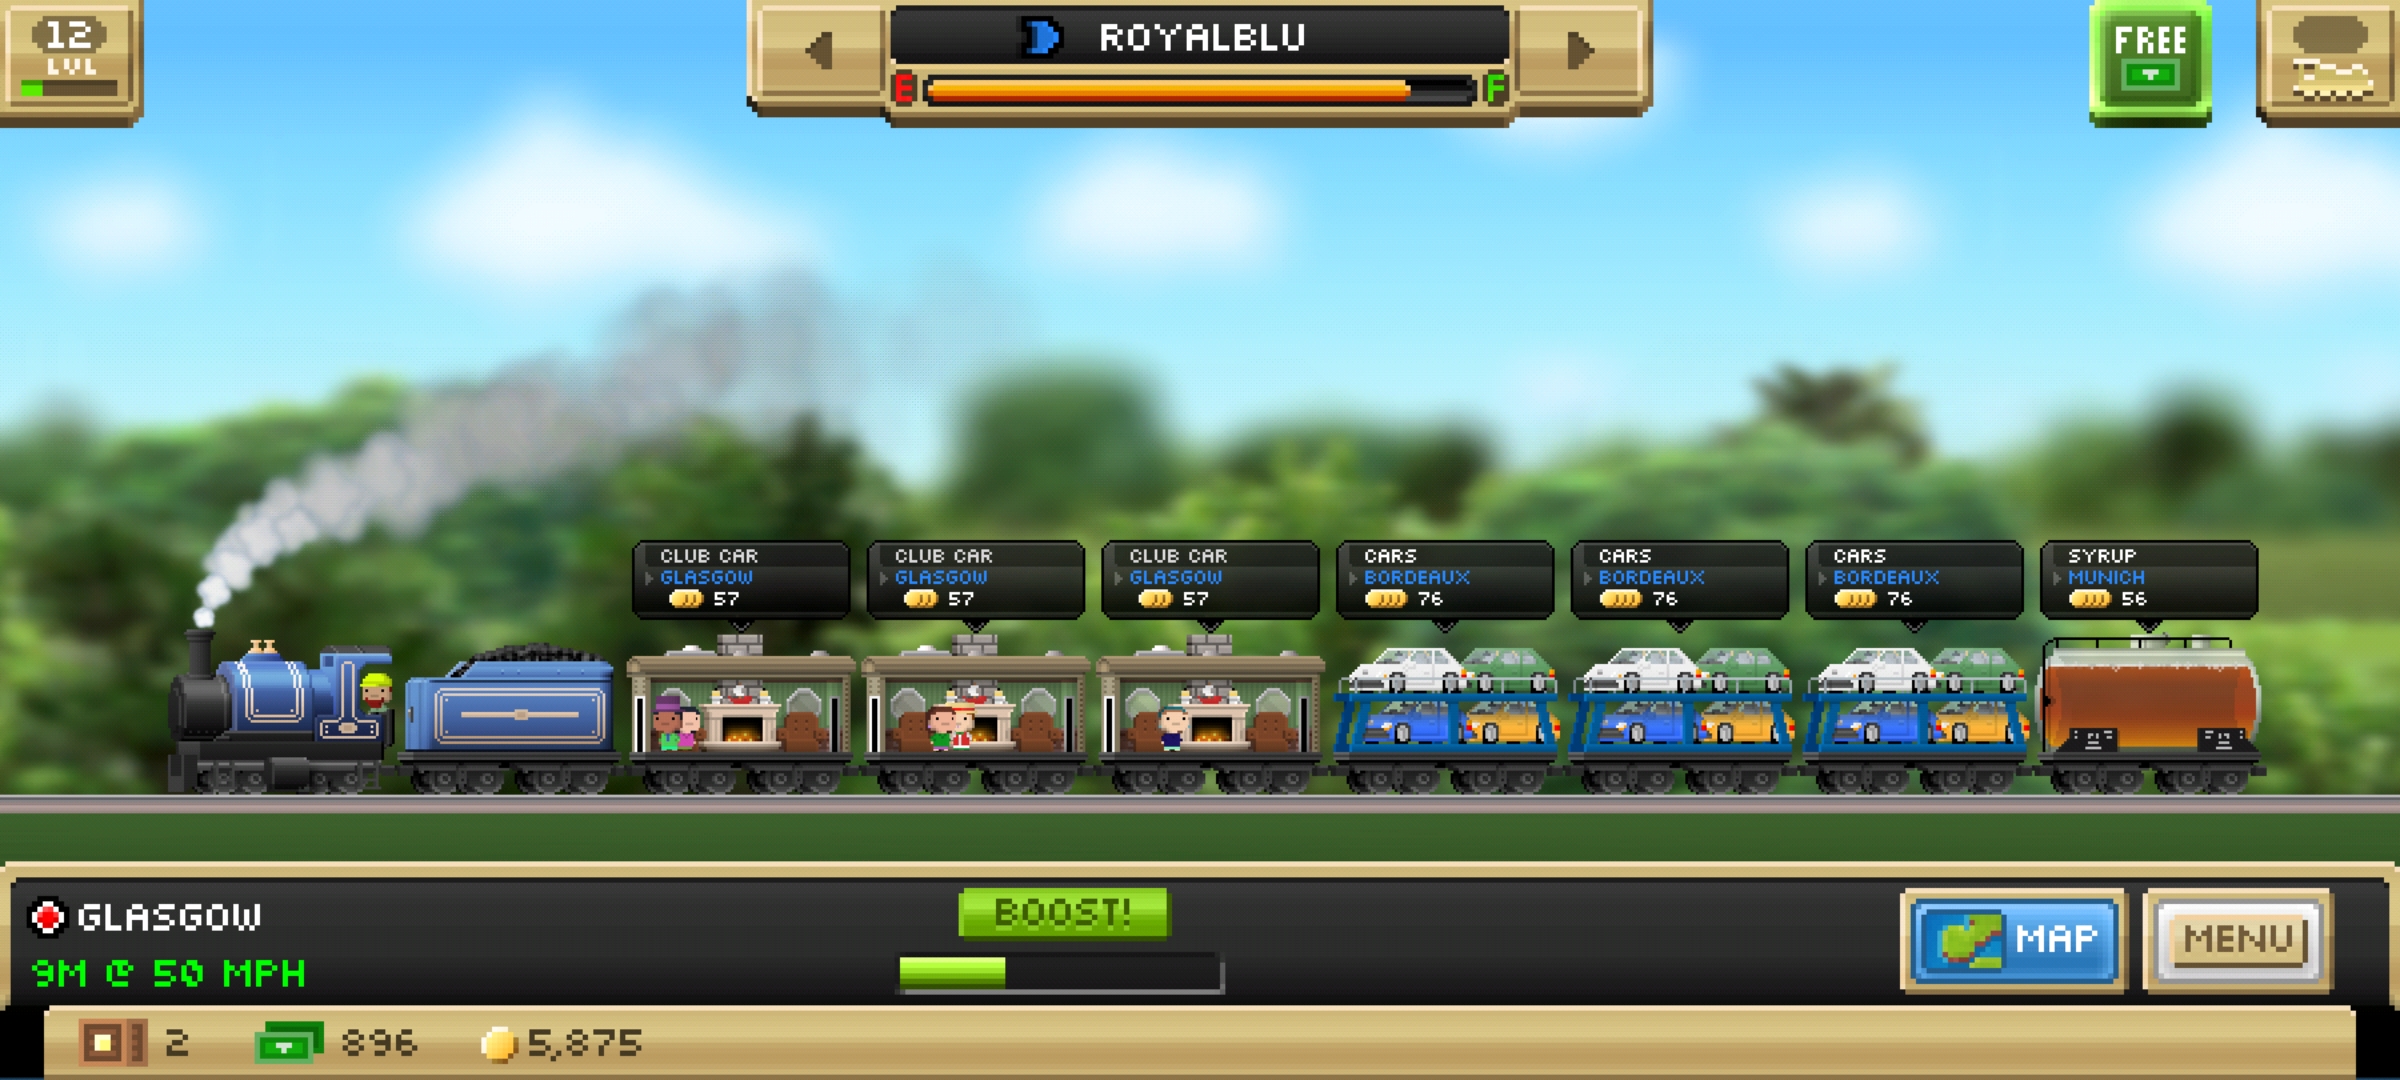 12
LVL
ROYALBLU
E F
FREE
CLUB CAR
GLASGOW
57
CLUB CAR
GLASGOW
57
CLUB CAR
GLASGOW
57
CARS
BORDEAUX
76
CARS
BORDEAUX
76
CARS
BORDEAUX
76
SYRUP
MUNICH
56
GLASGOW
9M @ 50 MPH
BOOST!
MAP
MENU
2
896
5,875